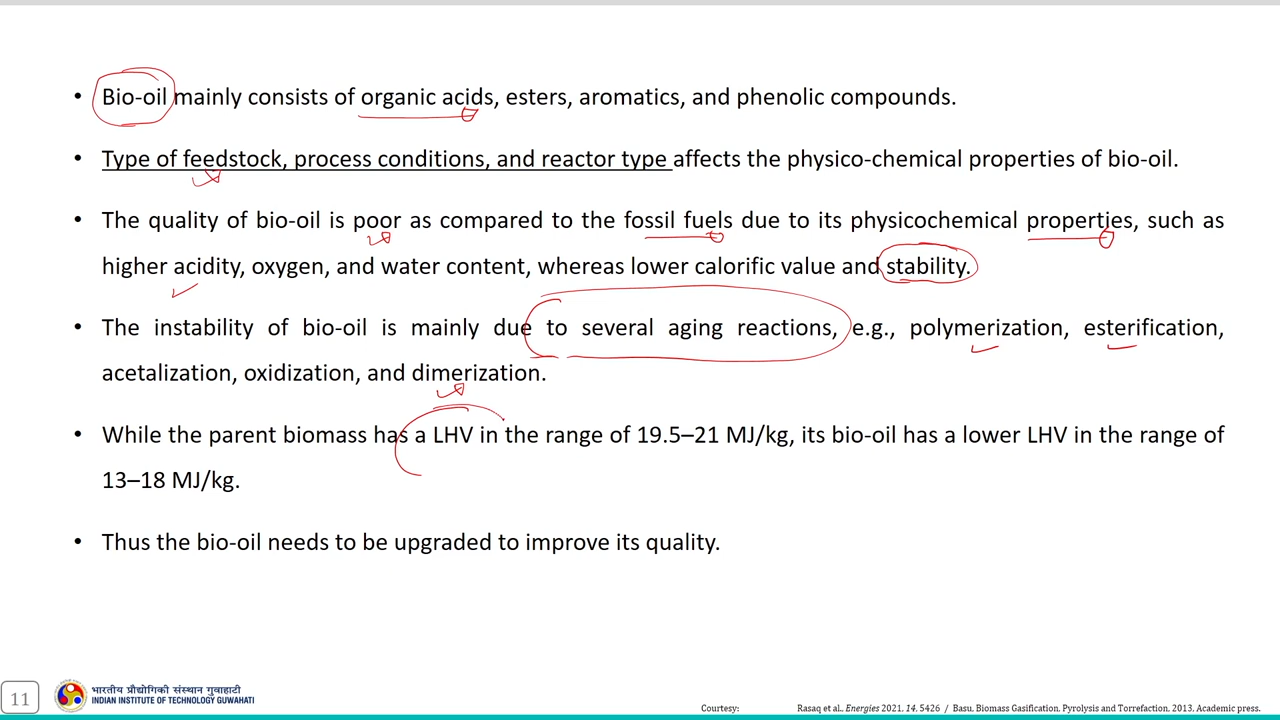 • Bio-oil mainly consists of organic acids, esters, aromatics, and phenolic compounds.
• Type of feedstock, process conditions, and reactor type affects the physico-chemical properties of bio-oil.
• The quality of bio-oil is poor as compared to the fossil fuels due to its physicochemical properties, such as
higher acidity, oxygen, and water content, whereas lower calorific value and stability.
• The instability of bio-oil is mainly due to several aging reactions, e.g., polymerization, esterification,
acetalization, oxidization, and dimerization.
• While the parent biomass has a LHV in the range of 19.5–21 MJ/kg, its bio-oil has a lower LHV in the range of
13–18 MJ/kg.
• Thus the bio-oil needs to be upgraded to improve its quality.
11
भारतीय प्रौद्योगिकी संस्थान गुवाहाटी
INDIAN INSTITUTE OF TECHNOLOGY GUWAHATI
Courtesy: Rasaq et al., Energies 2021, 14, 5426 / Basu, Biomass Gasification, Pyrolysis and Torrefaction, 2013, Academic press.